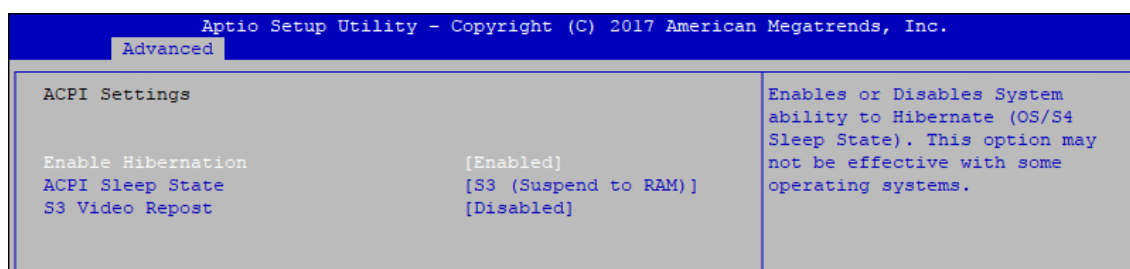 Aptio Setup Utility - Copyright (C) 2017 American Megatrends, Inc.
Advanced
ACPI Settings
Enable Hibernation [Enabled]
ACPI Sleep State [S3 (Suspend to RAM)]
S3 Video Repost [Disabled]
Enables or Disables System
ability to Hibernate (OS/S4
Sleep State). This option may
not be effective with some
operating systems.